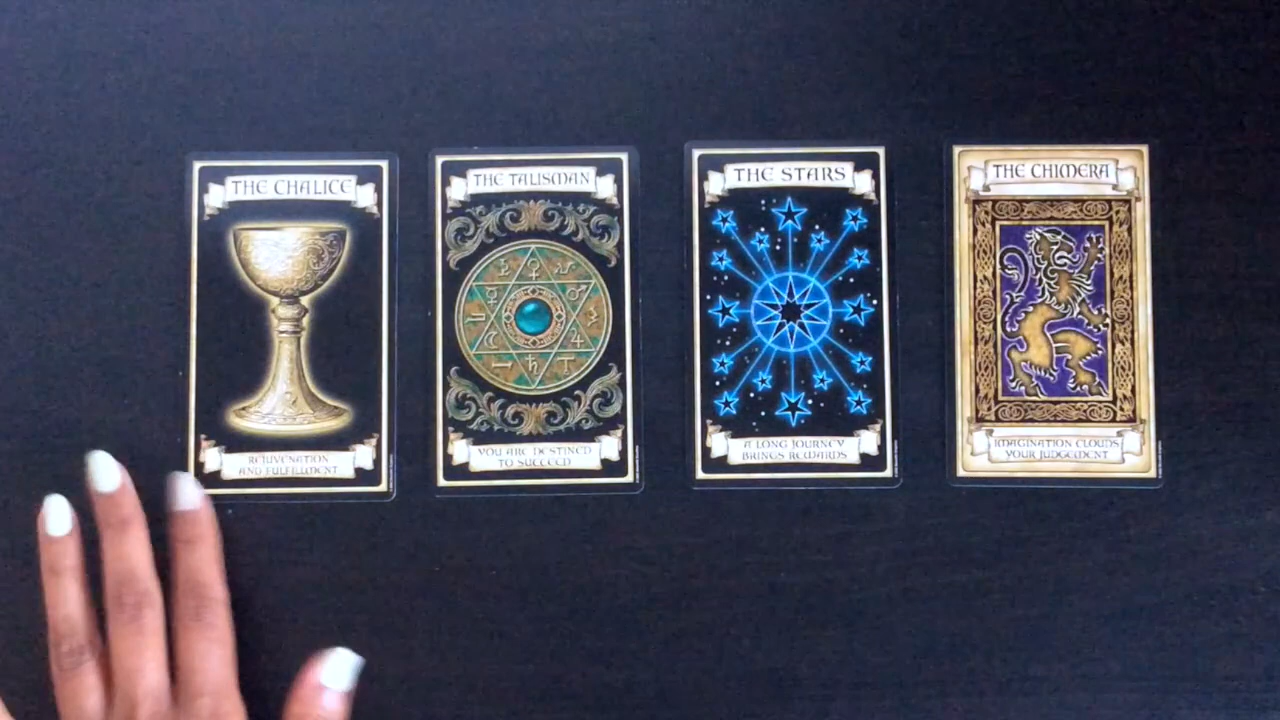 THE CHALICE
REJUVENATION
AND FULFILLMENT
THE TALISMAN
YOU ARE DESTINED
TO SUCCEED
THE STARS
A LONG JOURNEY
BRINGS REWARDS
THE CHIMERA
IMAGINATION CLOUDS
YOUR JUDGEMENT